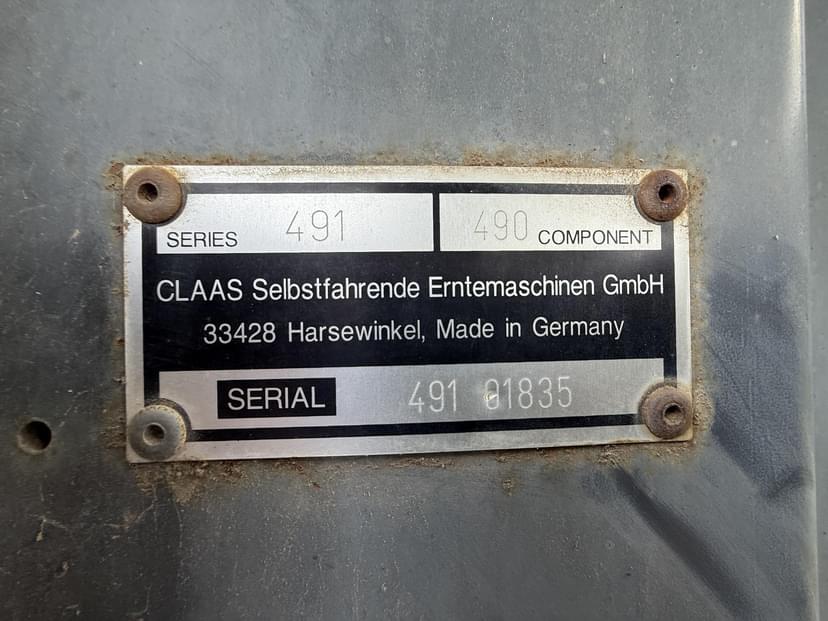 SERIES 491 490 COMPONENT
CLAAS Selbstfahrende Erntemaschinen GmbH
33428 Harsewinkel, Made in Germany
SERIAL 491 01835